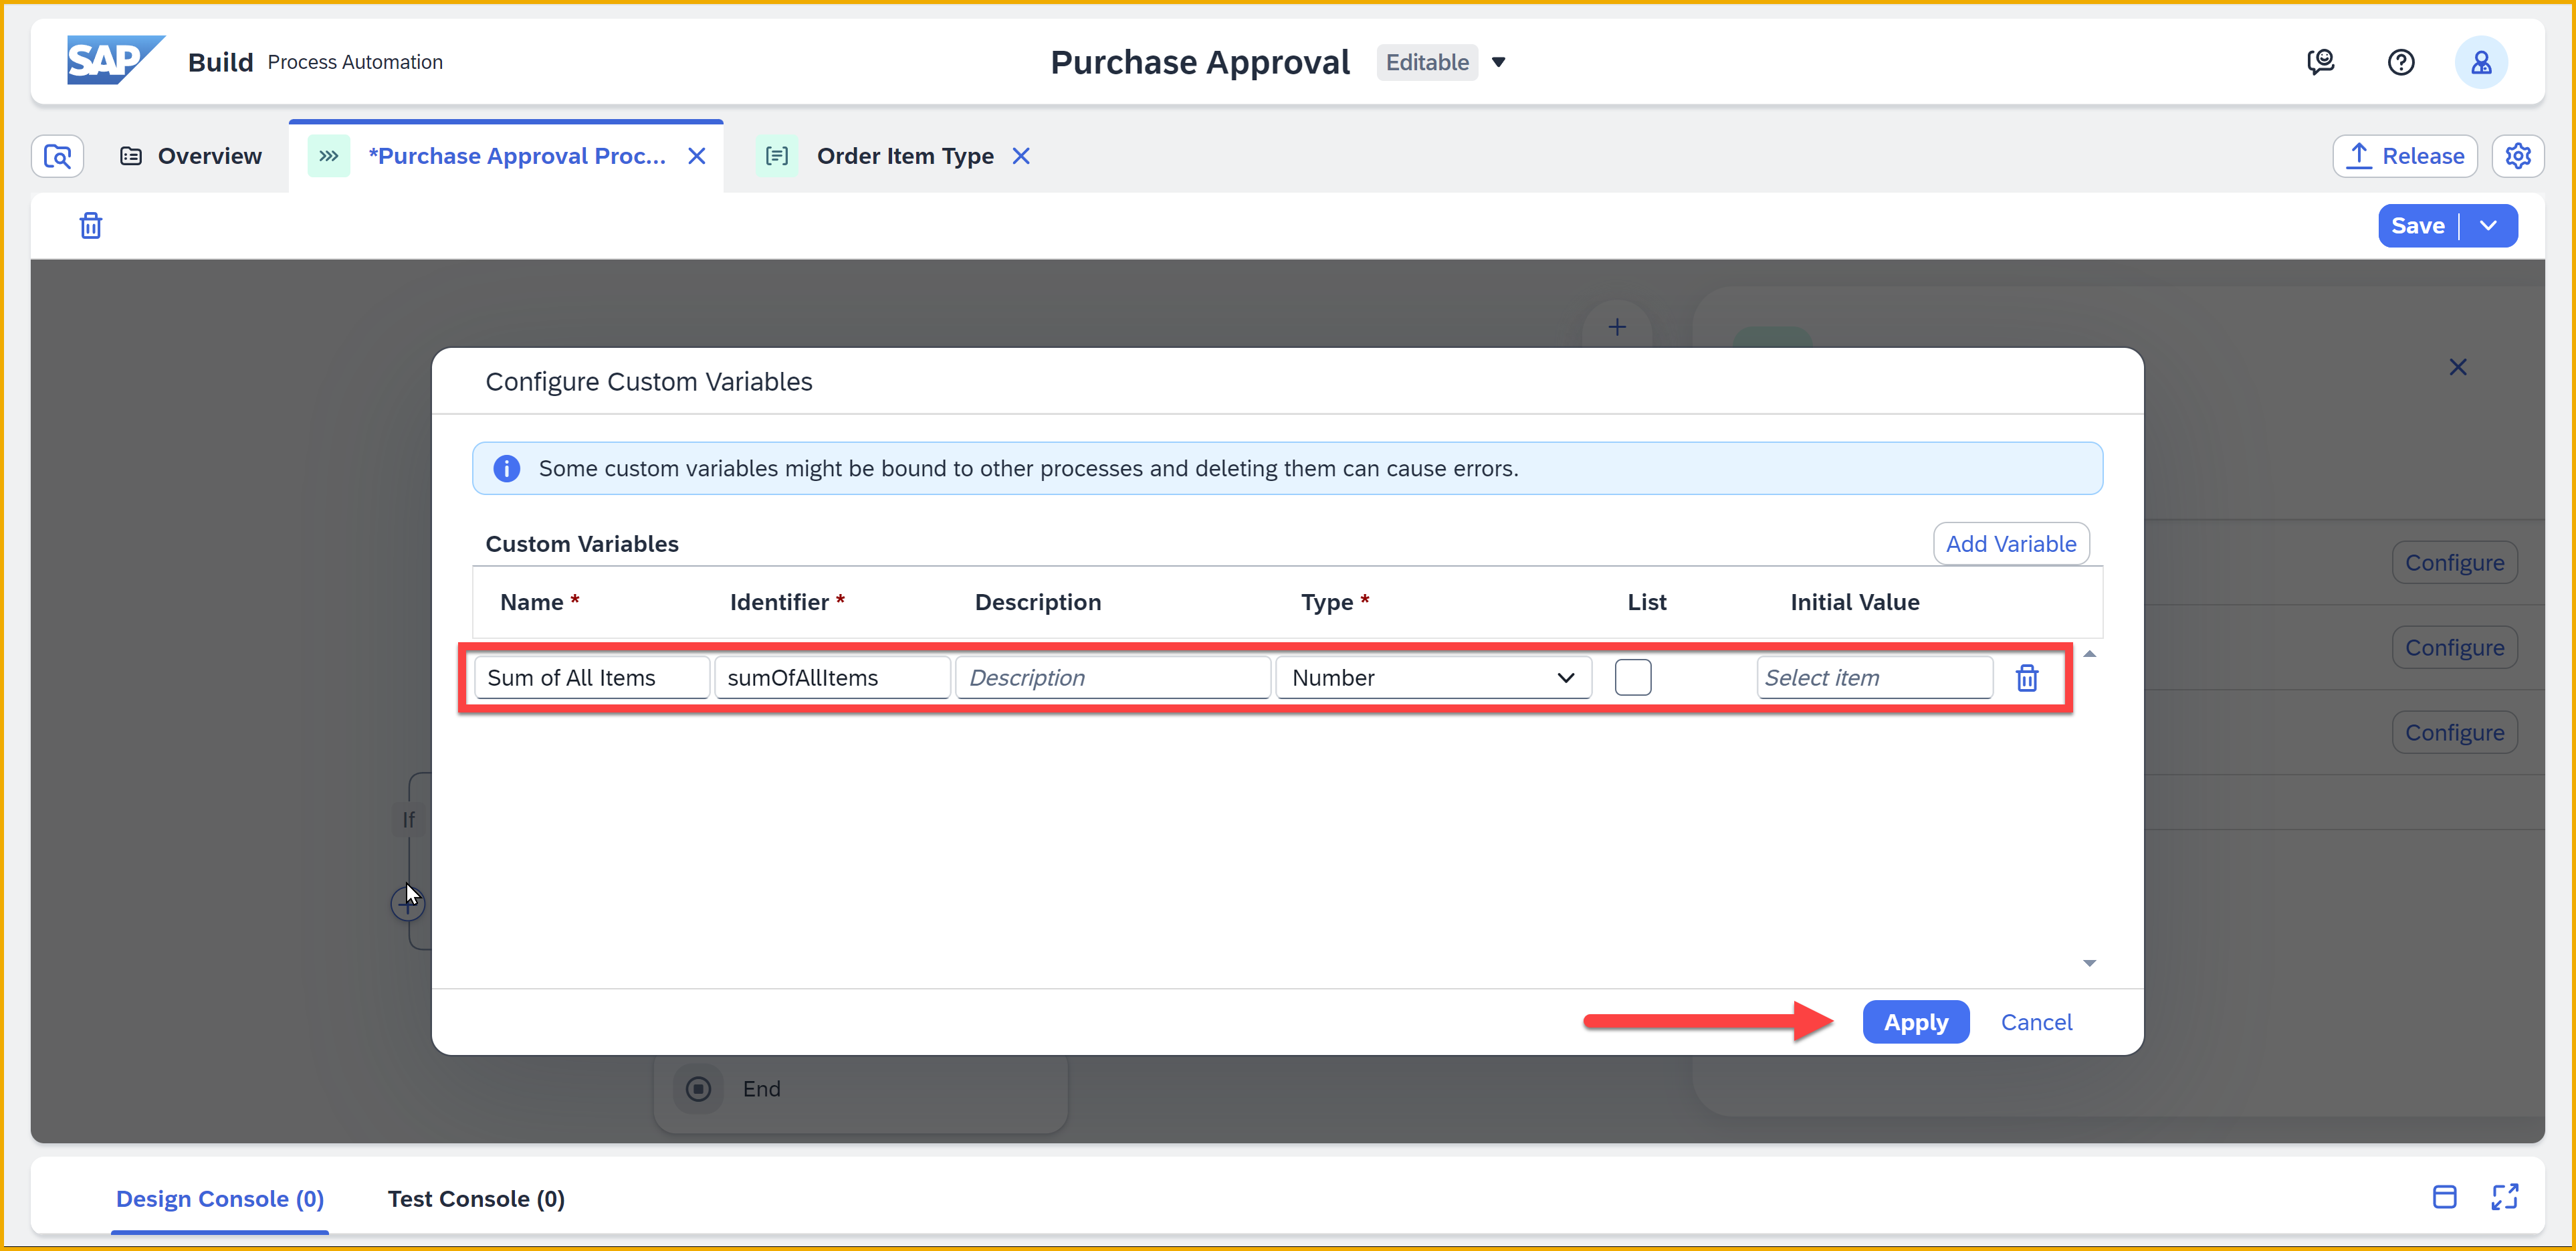 SAP Build Process Automation
Purchase Approval Editable
Overview
*Purchase Approval Proc...
Order Item Type
Release
Save
Configure Custom Variables
Some custom variables might be bound to other processes and deleting them can cause errors.
Custom Variables
Add Variable
Name * Identifier * Description Type * List Initial Value
Sum of All Items sumOfAllItems Description Number Select item
Configure
Configure
Configure
If
Apply Cancel
End
Design Console (0) Test Console (0)